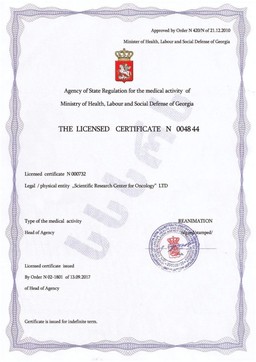 Approved by Order N 420/N of 21.12.2010
Minister of Health, Labour and Social Defense of Georgia
Agency of State Regulation for the medical activity of
Ministry of Health, Labour and Social Defense of Georgia
THE LICENSED CERTIFICATE N 004844
Licensed certificate N 000732
Legal / physical entity „Scientific Research Center for Oncology" LTD
Type of the medical activity REANIMATION
Head of Agency /signed/stamped/
Licensed certificate issued
By Order N 02-1801 of 13.09.2017
of Head of Agency
Certificate is issued for indefinite term.